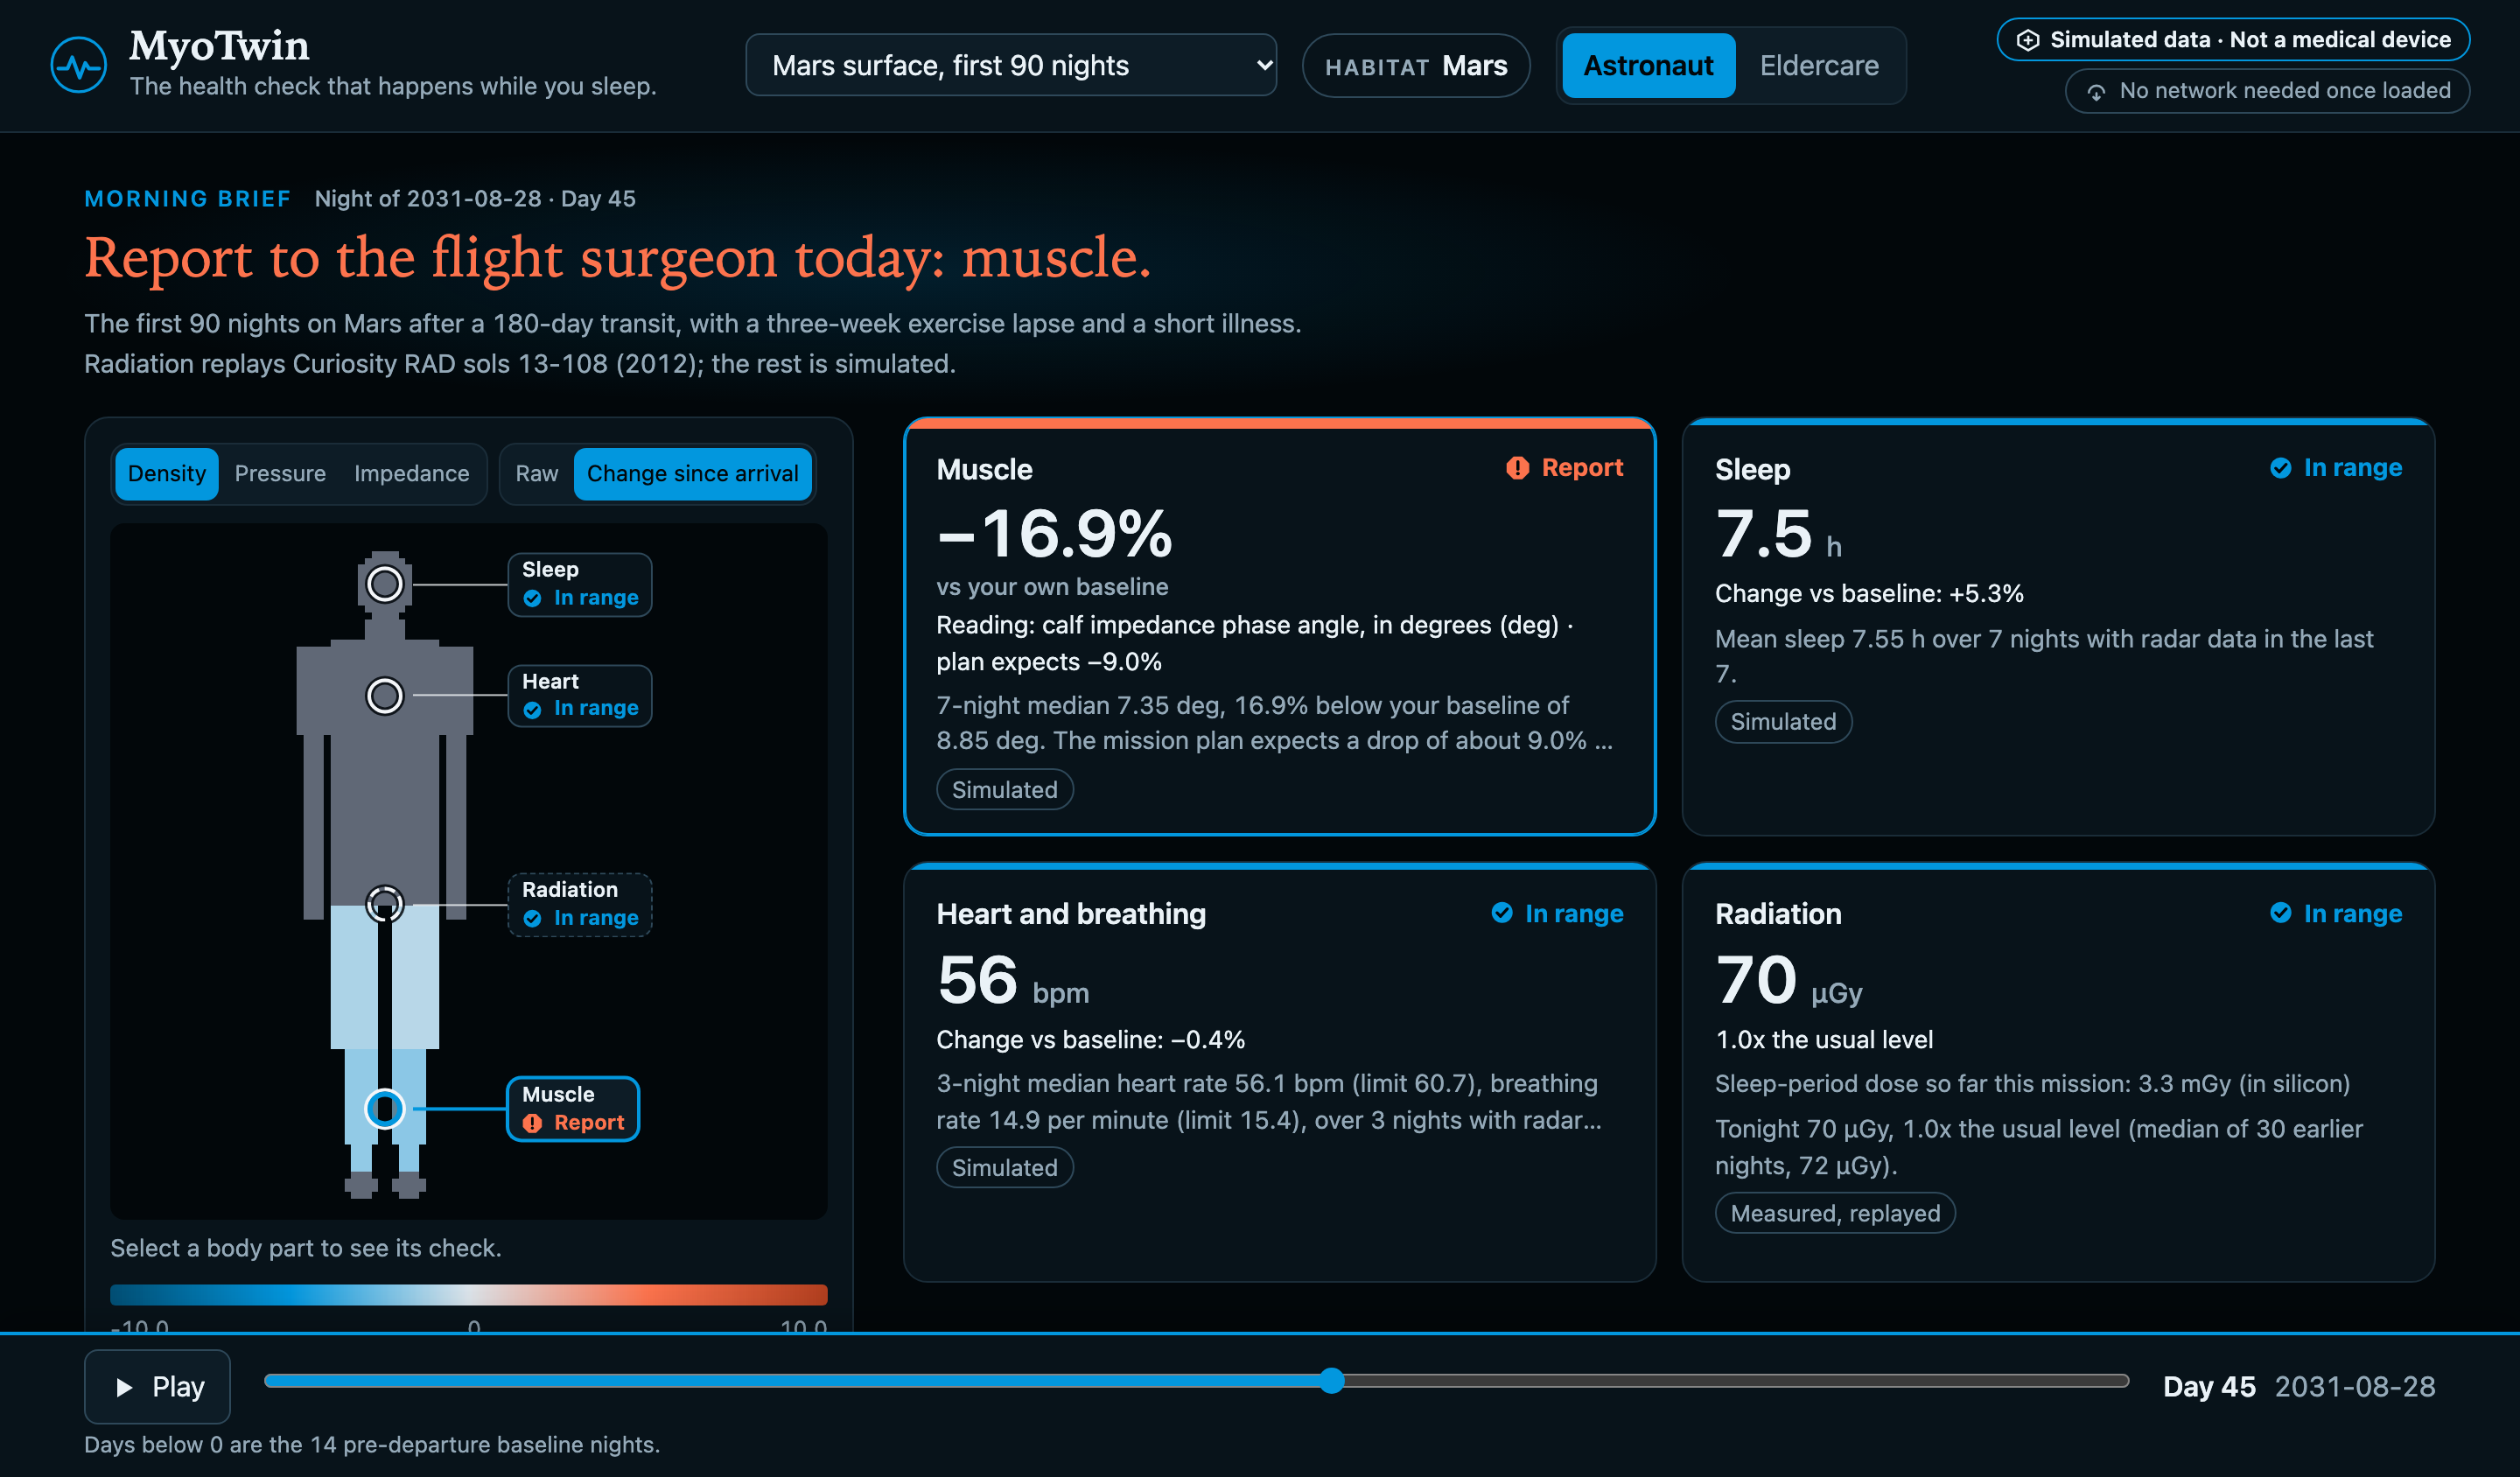 MyoTwin
The health check that happens while you sleep.
Mars surface, first 90 nights
HABITAT Mars
Astronaut
Eldercare
Simulated data · Not a medical device
No network needed once loaded
MORNING BRIEF Night of 2031-08-28 · Day 45
Report to the flight surgeon today: muscle.
The first 90 nights on Mars after a 180-day transit, with a three-week exercise lapse and a short illness.
Radiation replays Curiosity RAD sols 13-108 (2012); the rest is simulated.
Density
Pressure
Impedance
Raw
Change since arrival
Sleep
In range
Heart
In range
Radiation
In range
Muscle
Report
Select a body part to see its check.
-10.0 0 10.0
Muscle
Report
−16.9%
vs your own baseline
Reading: calf impedance phase angle, in degrees (deg) ·
plan expects −9.0%
7-night median 7.35 deg, 16.9% below your baseline of
8.85 deg. The mission plan expects a drop of about 9.0% ...
Simulated
Sleep
In range
7.5 h
Change vs baseline: +5.3%
Mean sleep 7.55 h over 7 nights with radar data in the last
7.
Simulated
Heart and breathing
In range
56 bpm
Change vs baseline: −0.4%
3-night median heart rate 56.1 bpm (limit 60.7), breathing
rate 14.9 per minute (limit 15.4), over 3 nights with radar...
Simulated
Radiation
In range
70 µGy
1.0x the usual level
Sleep-period dose so far this mission: 3.3 mGy (in silicon)
Tonight 70 µGy, 1.0x the usual level (median of 30 earlier
nights, 72 µGy).
Measured, replayed
Play
Day 45 2031-08-28
Days below 0 are the 14 pre-departure baseline nights.